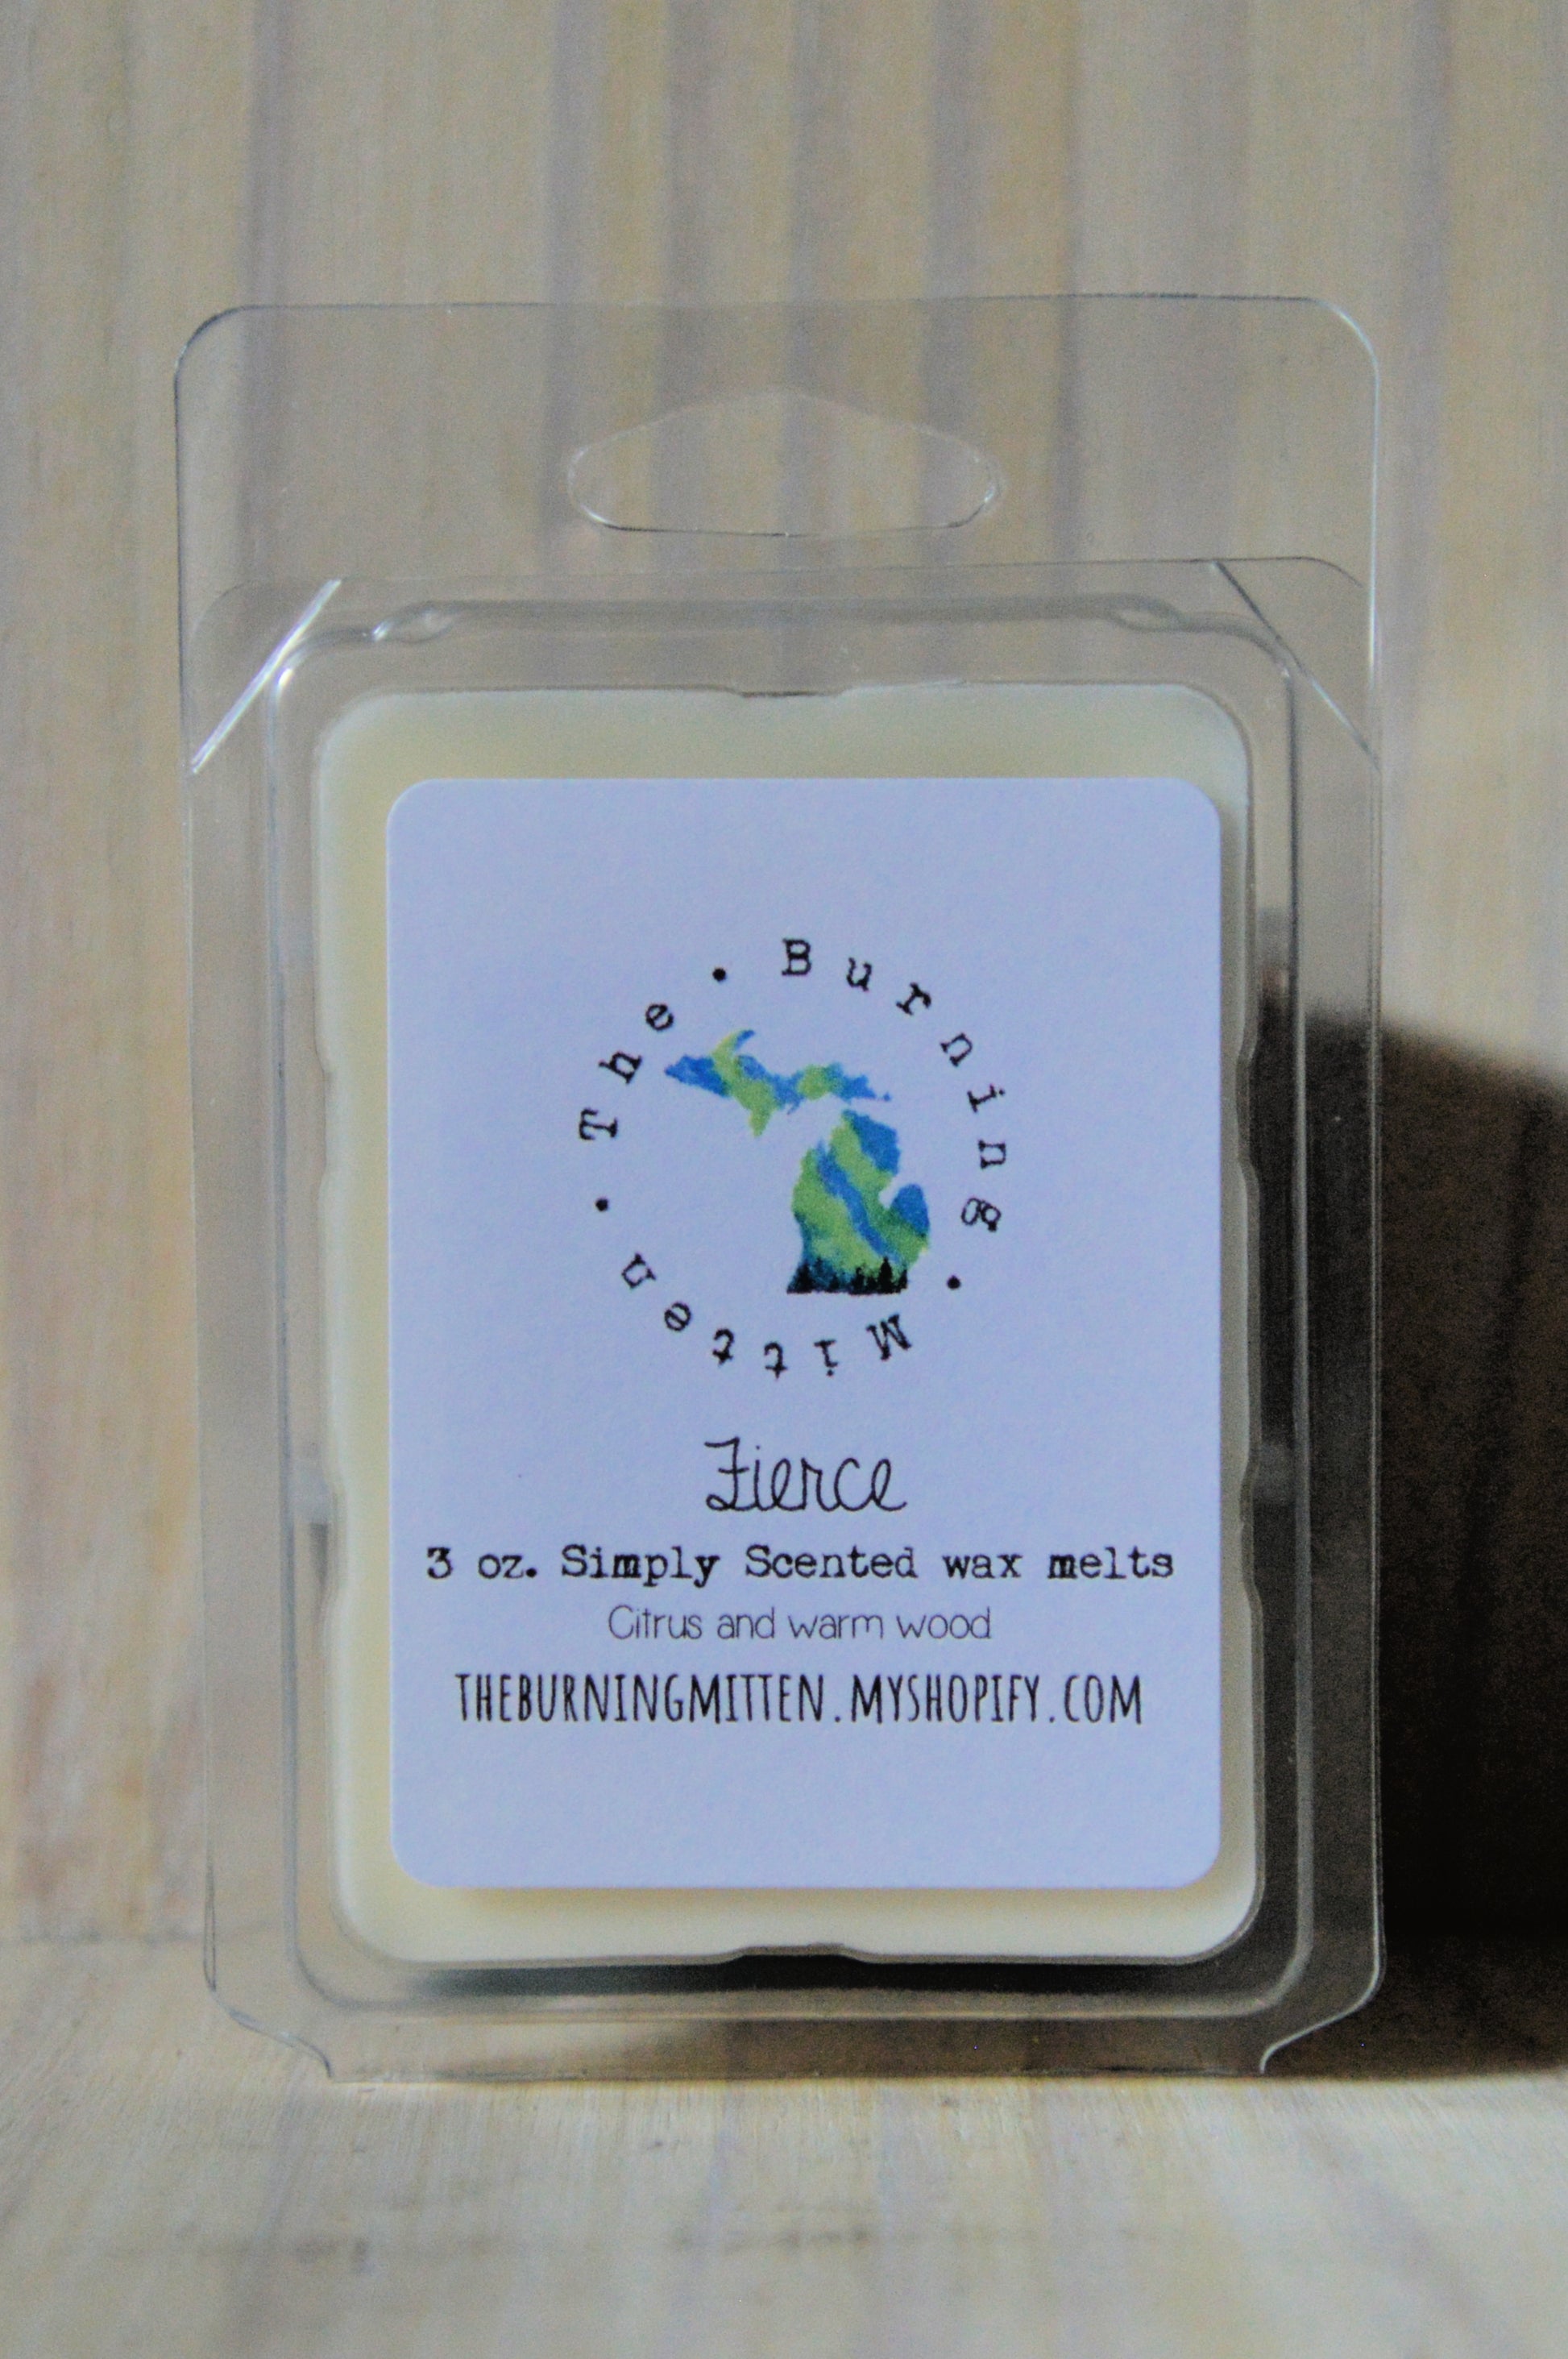 The • Burning • Mitten •
Fierce
3 oz. Simply Scented wax melts
Citrus and warm wood
THEBURNINGMITTEN.MYSHOPIFY.COM